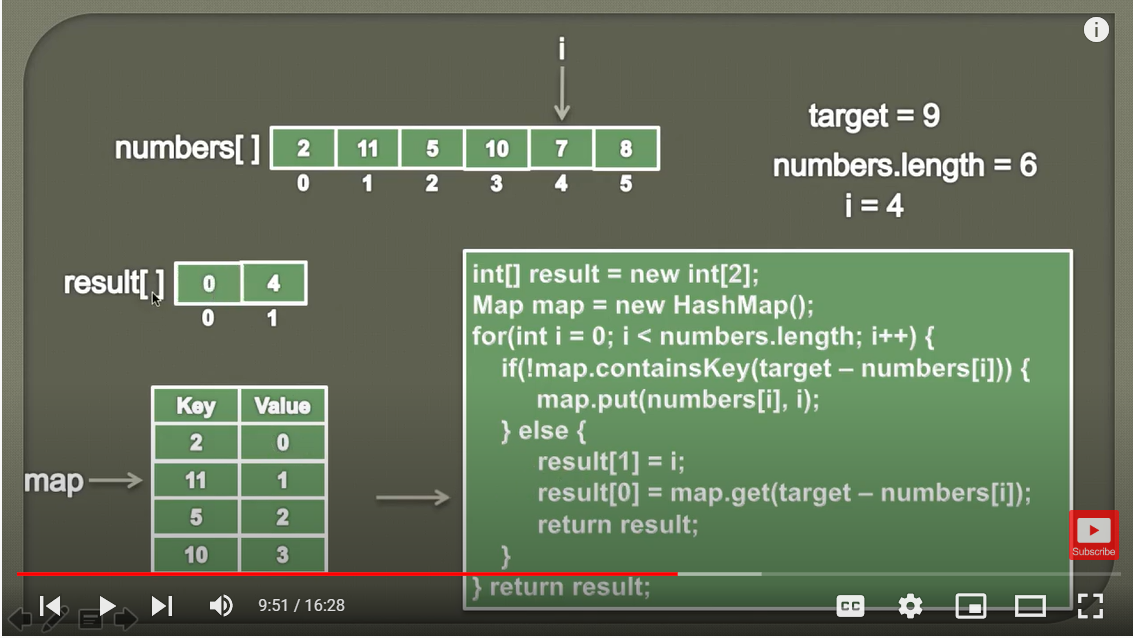 i
numbers[ ] 2 11 5 10 7 8
0 1 2 3 4 5
target = 9
numbers.length = 6
i = 4
result[ ] 0 4
0 1
Key Value
2 0
11 1
5 2
10 3
map
int[] result = new int[2];
Map map = new HashMap();
for(int i = 0; i < numbers.length; i++) {
if(!map.containsKey(target – numbers[i])) {
map.put(numbers[i], i);
} else {
result[1] = i;
result[0] = map.get(target – numbers[i]);
return result;
}
} return result;
Subscribe
9:51 / 16:28
CC